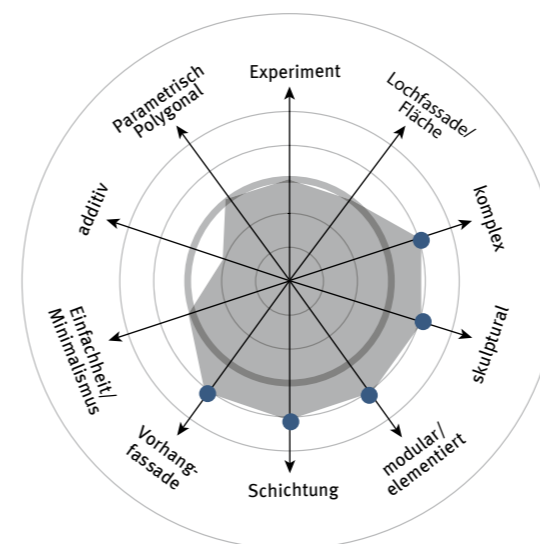 Experiment
Lochfassade/
Fläche
komplex
skulptural
modular/
elementiert
Schichtung
Vorhang-
fassade
Einfachheit/
Minimalismus
additiv
Parametrisch
Polygonal